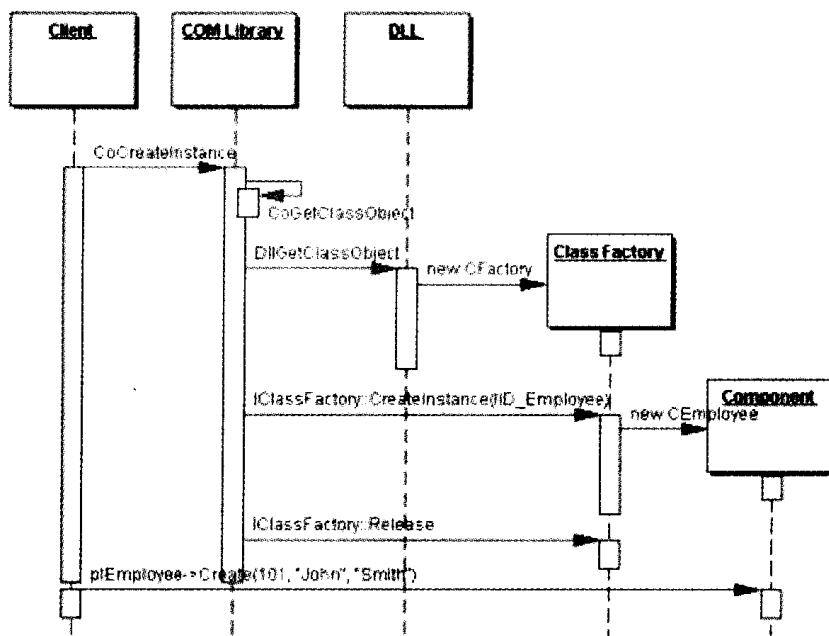 Client
COM Library
DLL
CoCreateInstance
CoGetClassObject
DllGetClassObject
new CFactory
Class Factory
IClassFactory::CreateInstance(IID_Employee)
new CEmployee
Component
IClassFactory::Release
pIEmployee->Create(101, "John", "Smith")